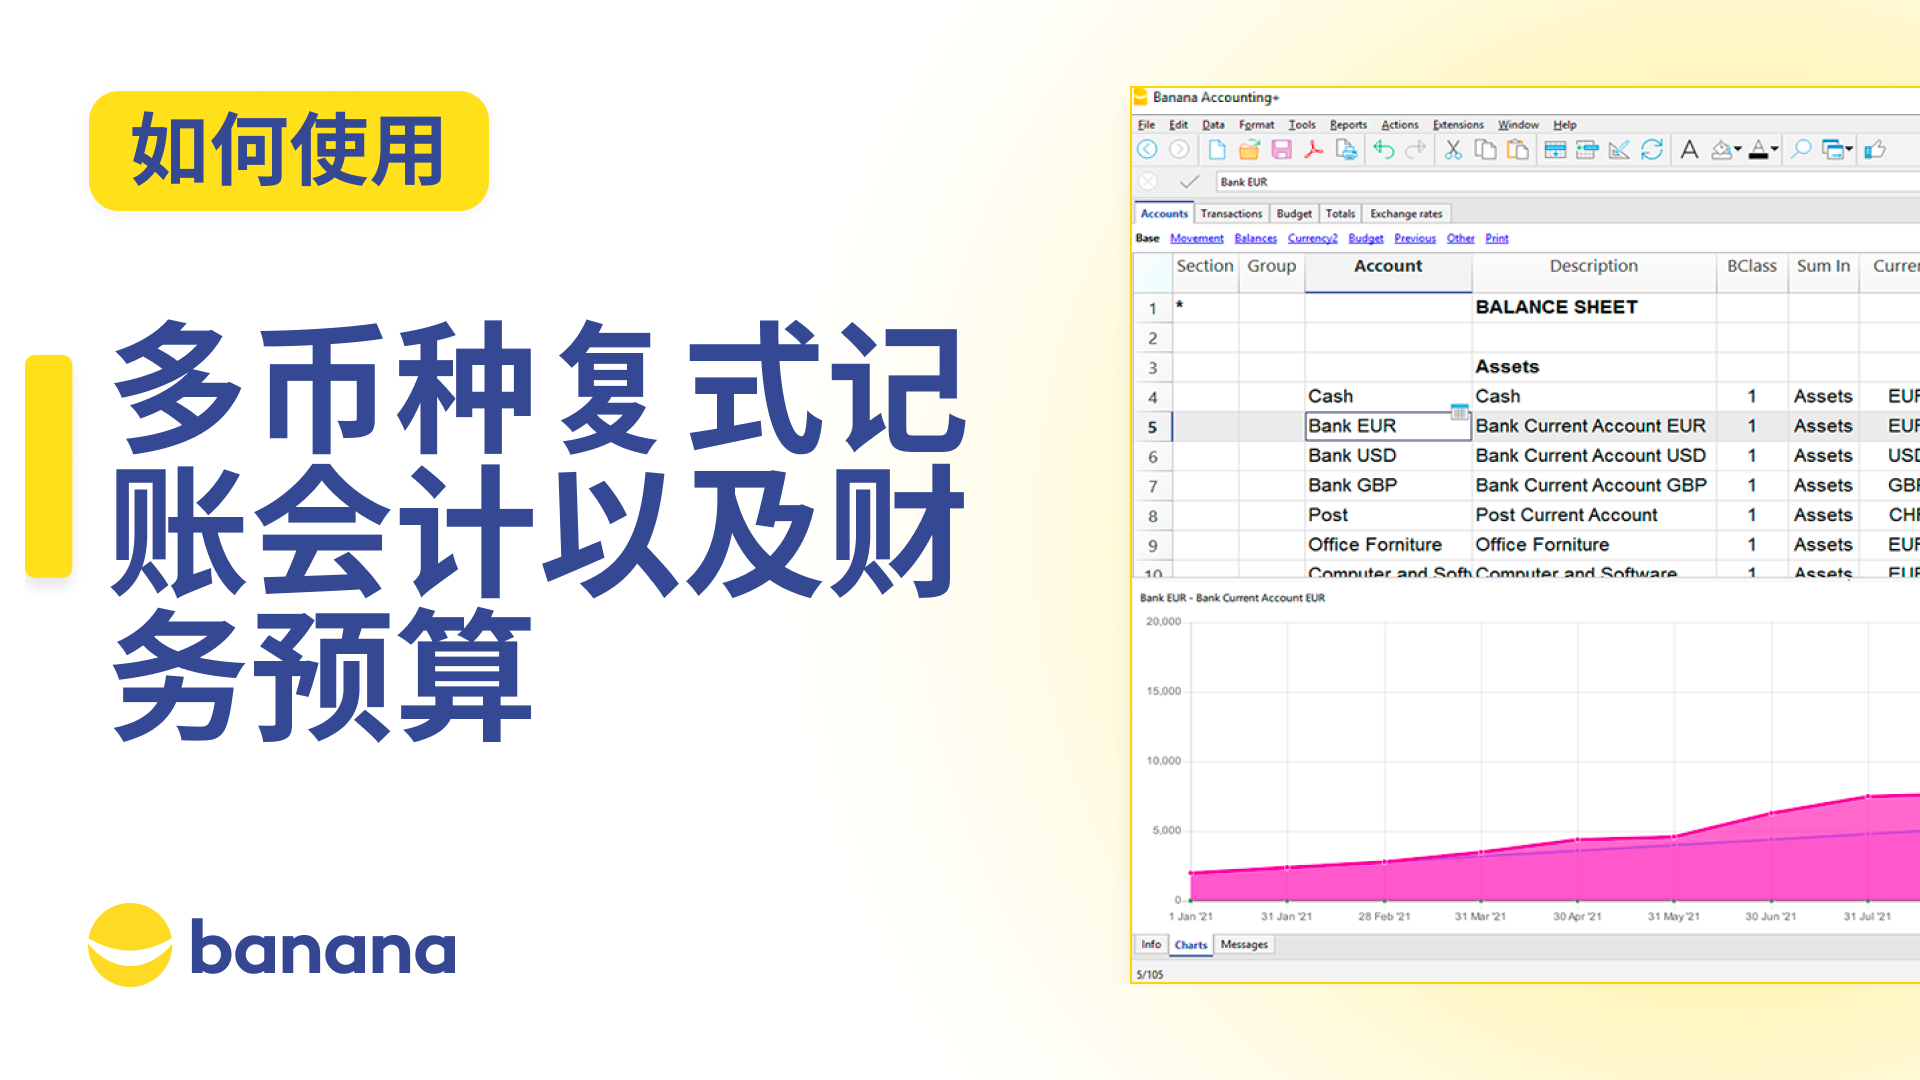 如何使用
多币种复式记
账会计以及财
务预算
banana
Banana Accounting+
File Edit Data Format Tools Reports Actions Extensions Window Help
Bank EUR
Accounts Transactions Budget Totals Exchange rates
Base Movement Balances Currency2 Budget Previous Other Print
Section Group Account Description BClass Sum In Curre
1 * BALANCE SHEET
2
3 Assets
4 Cash Cash 1 Assets EUR
5 Bank EUR Bank Current Account EUR 1 Assets EUR
6 Bank USD Bank Current Account USD 1 Assets USD
7 Bank GBP Bank Current Account GBP 1 Assets GBP
8 Post Post Current Account 1 Assets CHF
9 Office Forniture Office Forniture 1 Assets EUR
10 Computer and Soft Computer and Software 1 Assets EUR
Bank EUR - Bank Current Account EUR
20,000
15,000
10,000
5,000
0
1 Jan '21 31 Jan '21 28 Feb '21 31 Mar '21 30 Apr '21 31 May '21 30 Jun '21 31 Jul '21
Info Charts Messages
5/105